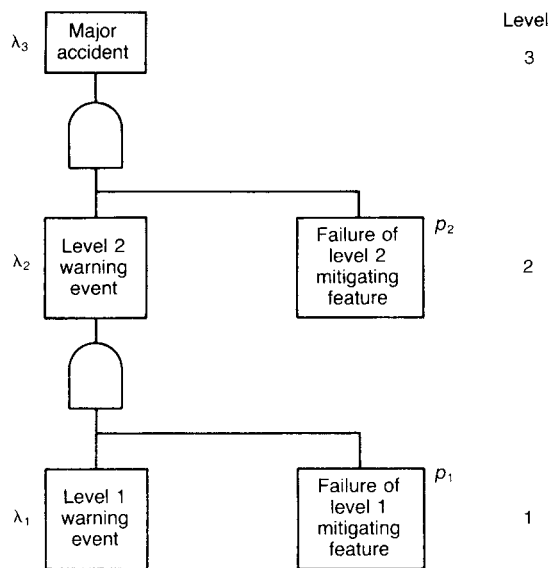 Level
λ₃
Major
accident
3
λ₂
Level 2
warning
event
Failure of
level 2
mitigating
feature
p₂
2
λ₁
Level 1
warning
event
Failure of
level 1
mitigating
feature
p₁
1